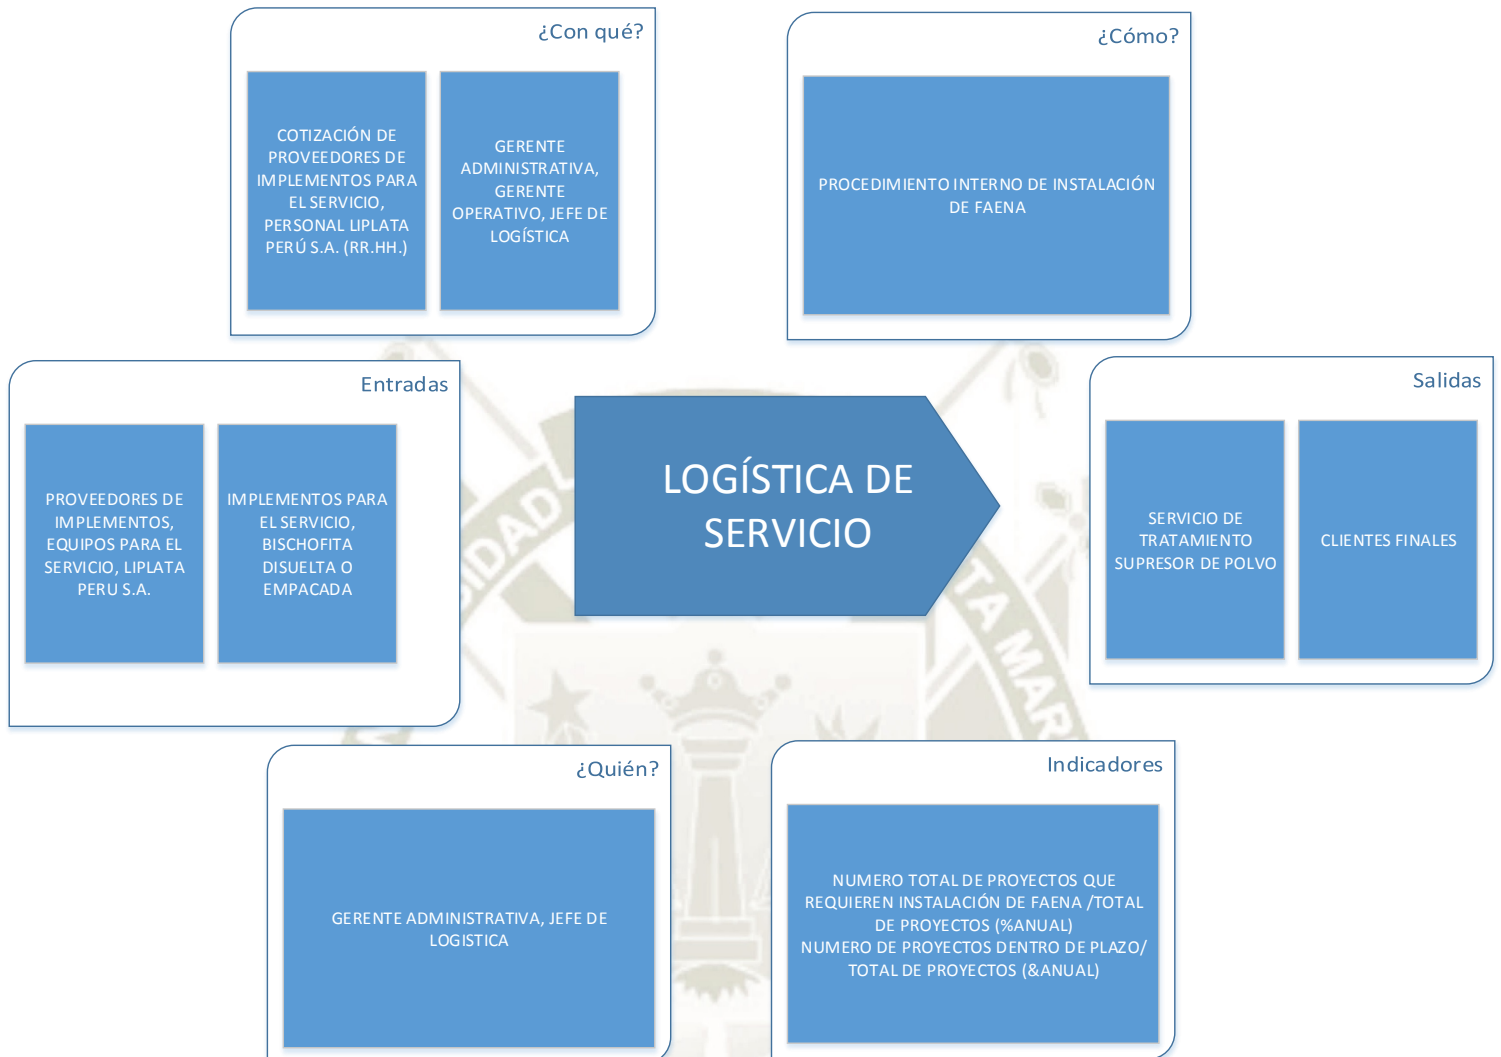 ¿Con qué?
COTIZACIÓN DE
PROVEEDORES DE
IMPLEMENTOS PARA
EL SERVICIO,
PERSONAL LIPLATA
PERÚ S.A. (RR.HH.)
GERENTE
ADMINISTRATIVA,
GERENTE
OPERATIVO, JEFE DE
LOGÍSTICA
¿Cómo?
PROCEDIMIENTO INTERNO DE INSTALACIÓN
DE FAENA
Entradas
PROVEEDORES DE
IMPLEMENTOS,
EQUIPOS PARA EL
SERVICIO, LIPLATA
PERU S.A.
IMPLEMENTOS PARA
EL SERVICIO,
BISCHOFITA
DISUELTA O
EMPACADA
LOGÍSTICA DE
SERVICIO
Salidas
SERVICIO DE
TRATAMIENTO
SUPRESOR DE POLVO
CLIENTES FINALES
¿Quién?
GERENTE ADMINISTRATIVA, JEFE DE
LOGISTICA
Indicadores
NUMERO TOTAL DE PROYECTOS QUE
REQUIEREN INSTALACIÓN DE FAENA /TOTAL
DE PROYECTOS (%ANUAL)
NUMERO DE PROYECTOS DENTRO DE PLAZO/
TOTAL DE PROYECTOS (&ANUAL)